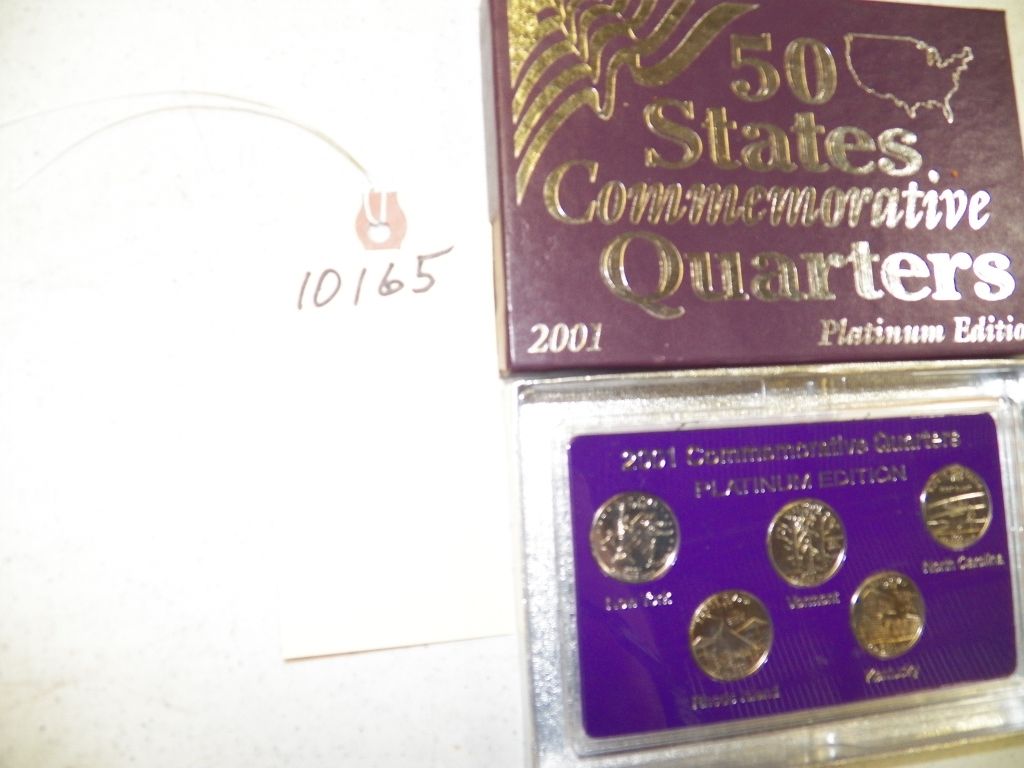 10165
50
States
Commemorative
Quarters
2001 Platinum Editio
2001 Commemorative Quarters
PLATINUM EDITION
New York
Vermont
North Carolina
Rhode Island
Kentucky